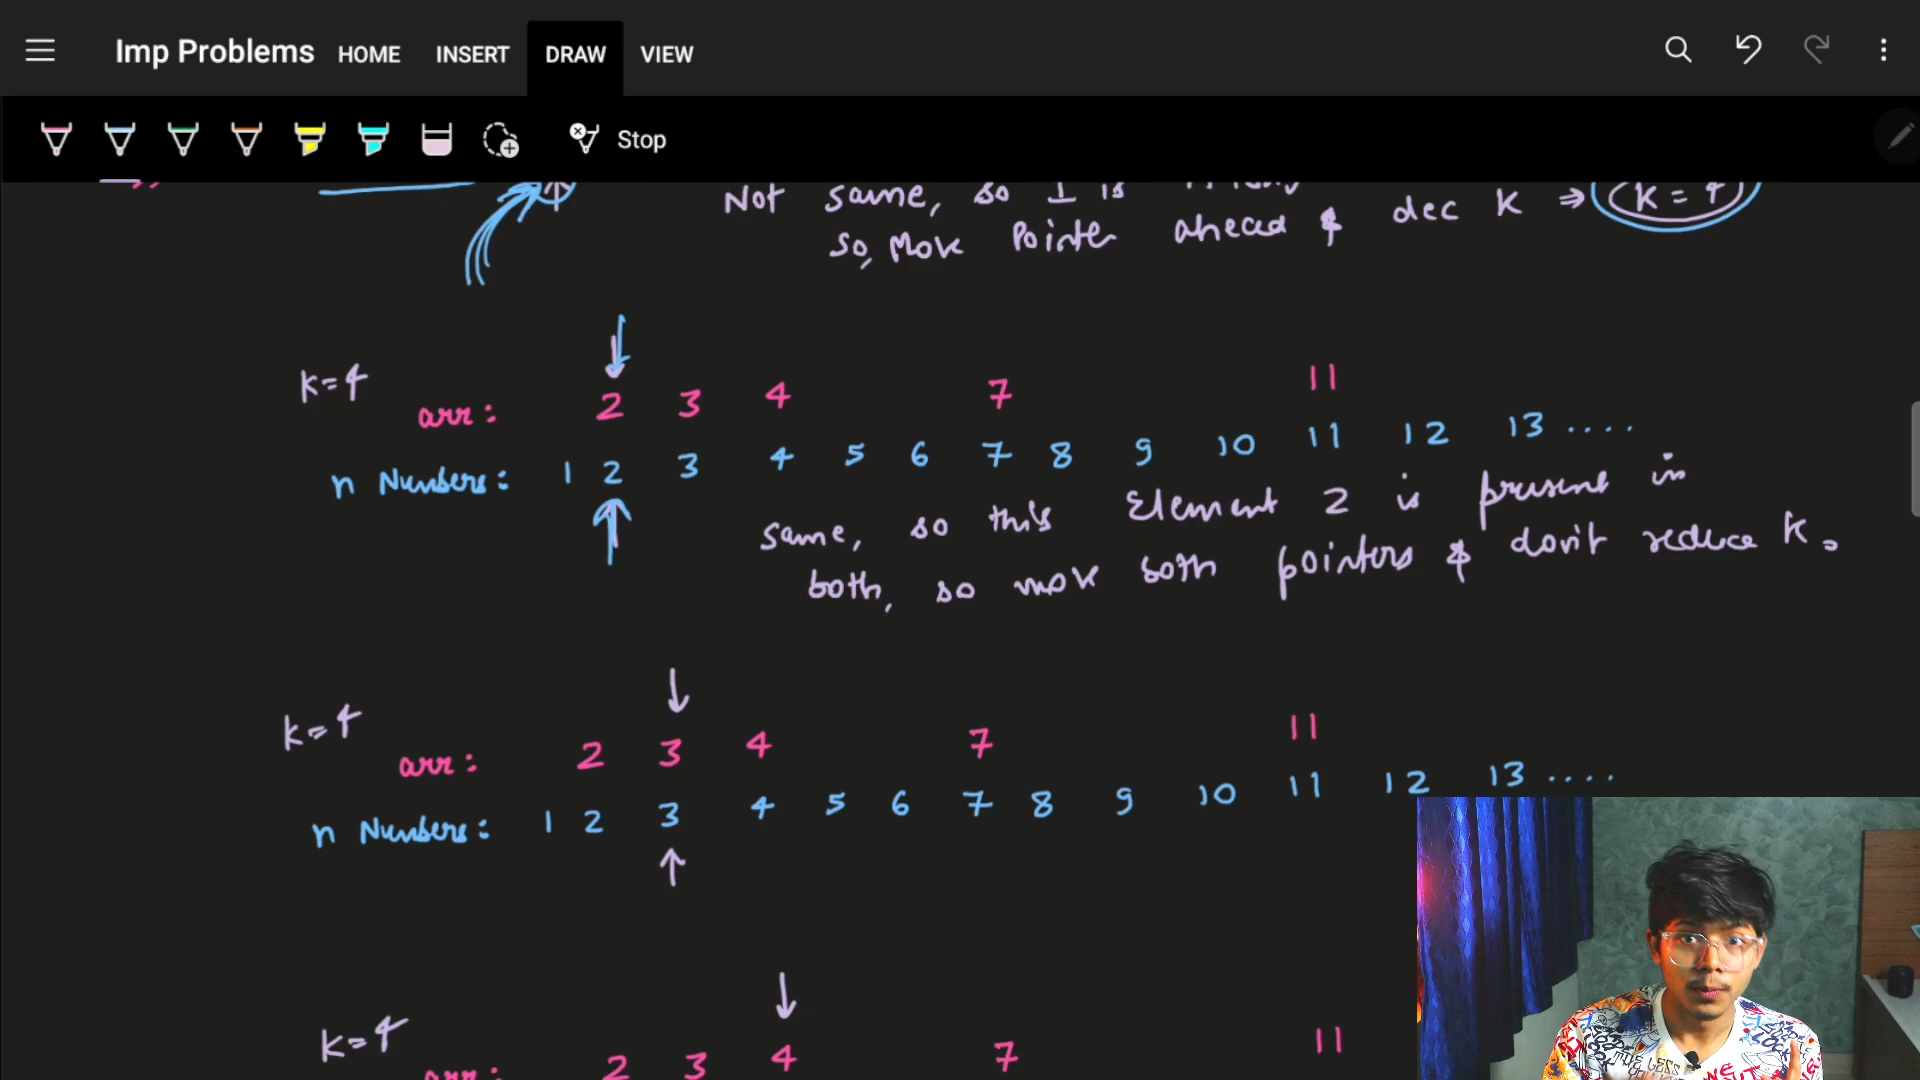 Imp Problems HOME INSERT DRAW VIEW
Stop
Not same, so 1 is
so, Move Pointer ahead & dec K ⇒ K = 4
K=4
arr: 2 3 4 7 11
n Numbers: 1 2 3 4 5 6 7 8 9 10 11 12 13 ....
same, so this Element 2 is present in
both, so move both pointers & don't reduce K.
K=4
arr: 2 3 4 7 11
n Numbers: 1 2 3 4 5 6 7 8 9 10 11 12 13 ....
K=4
arr: 2 3 4 7 11